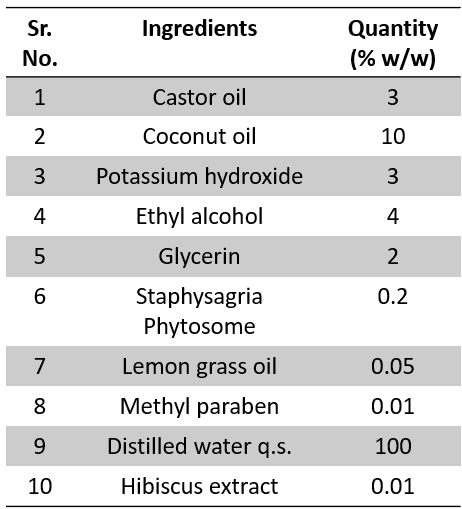 Sr. No. Ingredients Quantity (% w/w)
1 Castor oil 3
2 Coconut oil 10
3 Potassium hydroxide 3
4 Ethyl alcohol 4
5 Glycerin 2
6 Staphysagria Phytosome 0.2
7 Lemon grass oil 0.05
8 Methyl paraben 0.01
9 Distilled water q.s. 100
10 Hibiscus extract 0.01